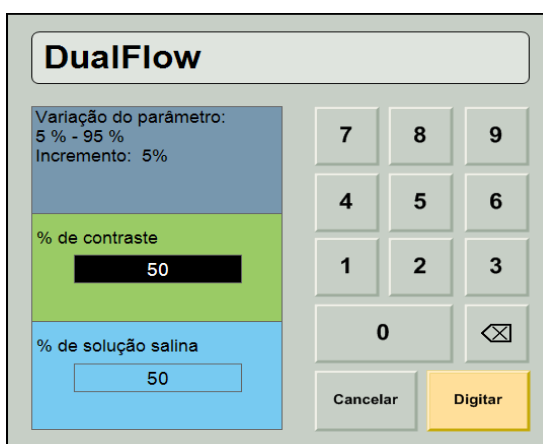 DualFlow
Variação do parâmetro:
5 % - 95 %
Incremento: 5%
% de contraste
50
% de solução salina
50
7 8 9
4 5 6
1 2 3
0
Cancelar Digitar